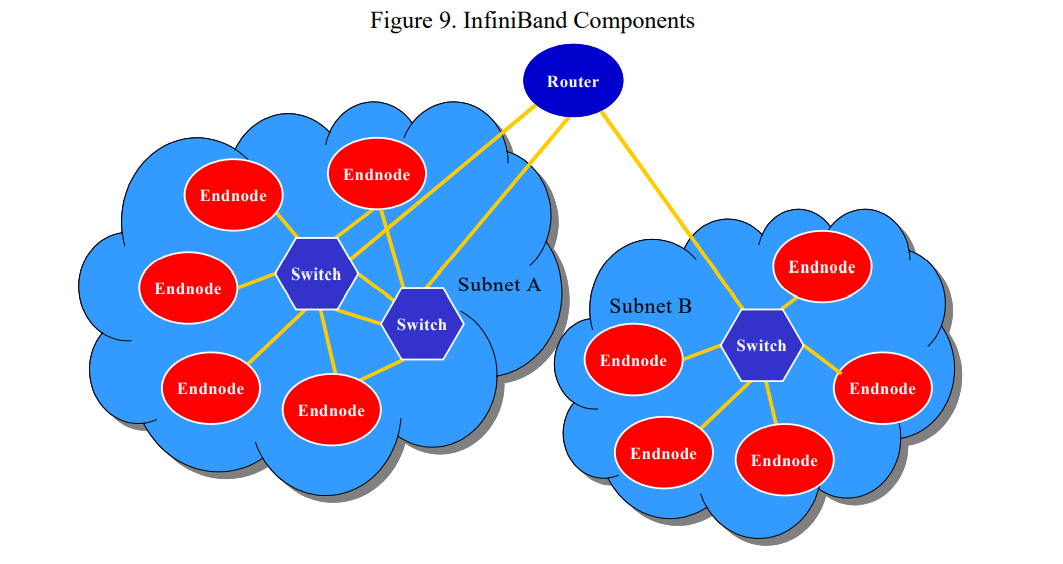 Figure 9. InfiniBand Components
Router
Endnode
Endnode
Endnode
Switch
Switch
Subnet A
Endnode
Endnode
Subnet B
Endnode
Endnode
Switch
Endnode
Endnode
Endnode